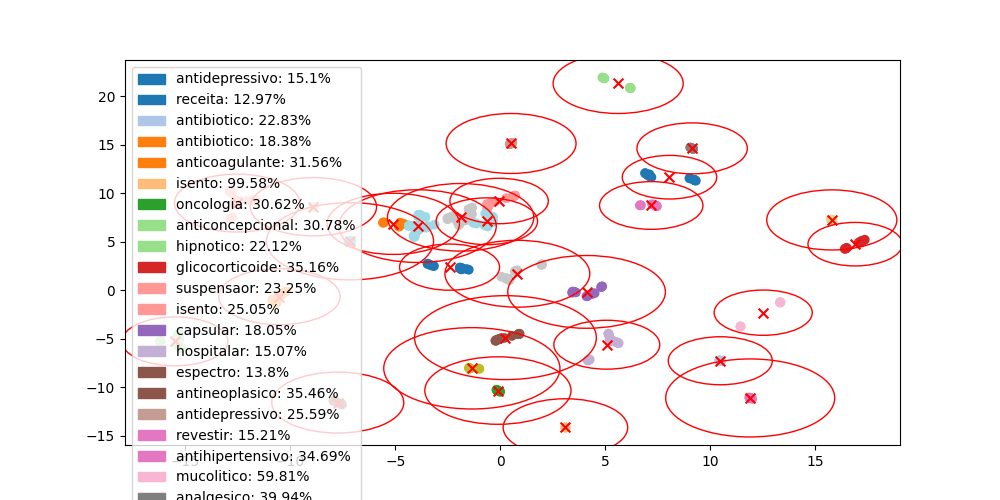 antidepressivo: 15.1%
receita: 12.97%
antibiotico: 22.83%
antibiotico: 18.38%
anticoagulante: 31.56%
isento: 99.58%
oncologia: 30.62%
anticoncepcional: 30.78%
hipnotico: 22.12%
glicocorticoide: 35.16%
suspensaor: 23.25%
isento: 25.05%
capsular: 18.05%
hospitalar: 15.07%
espectro: 13.8%
antineoplasico: 35.46%
antidepressivo: 25.59%
revestir: 15.21%
antihipertensivo: 34.69%
mucolitico: 59.81%
analgesico: 39.94%
20
15
10
5
0
−5
−10
−15
−15
−10
−5
0
5
10
15